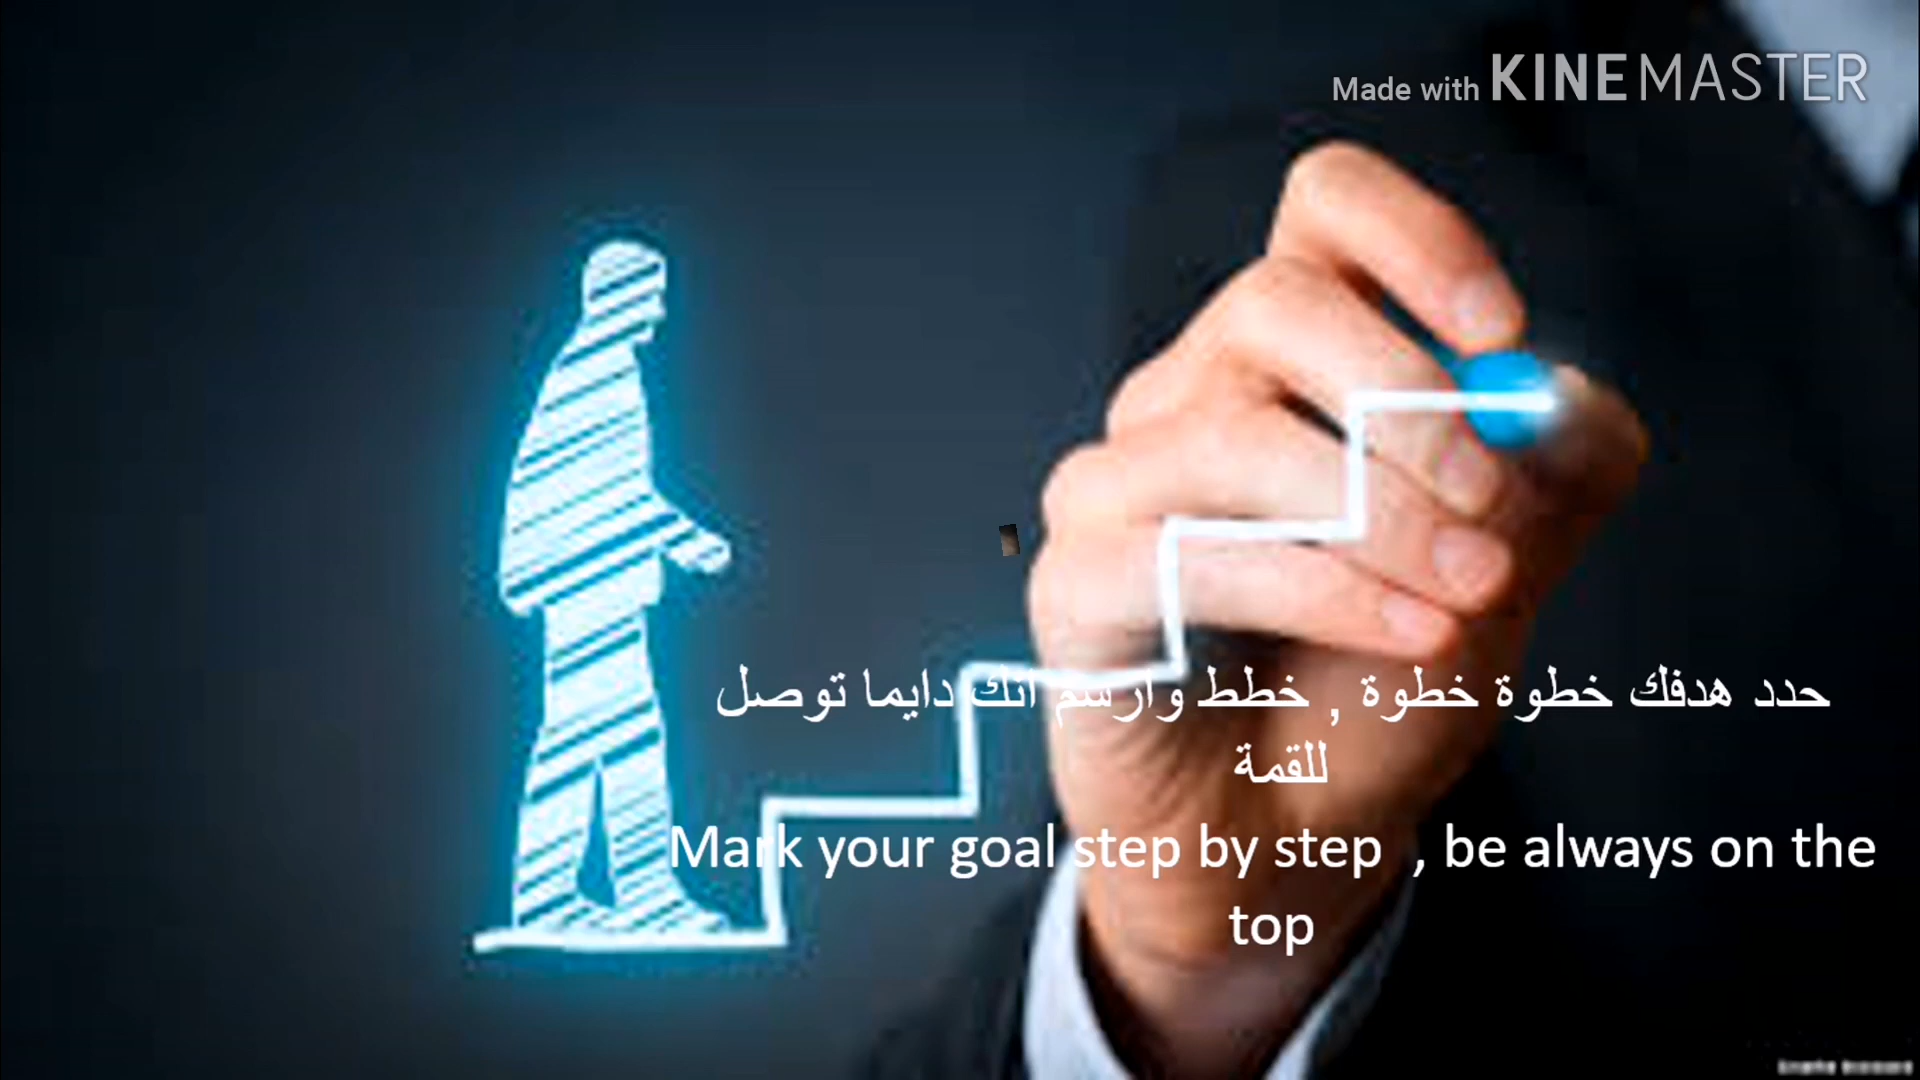 Made with KINEMASTER
حدد هدفك خطوة خطوة , خطط وارسم انك دايما توصل
للقمة
Mark your goal step by step , be always on the
top